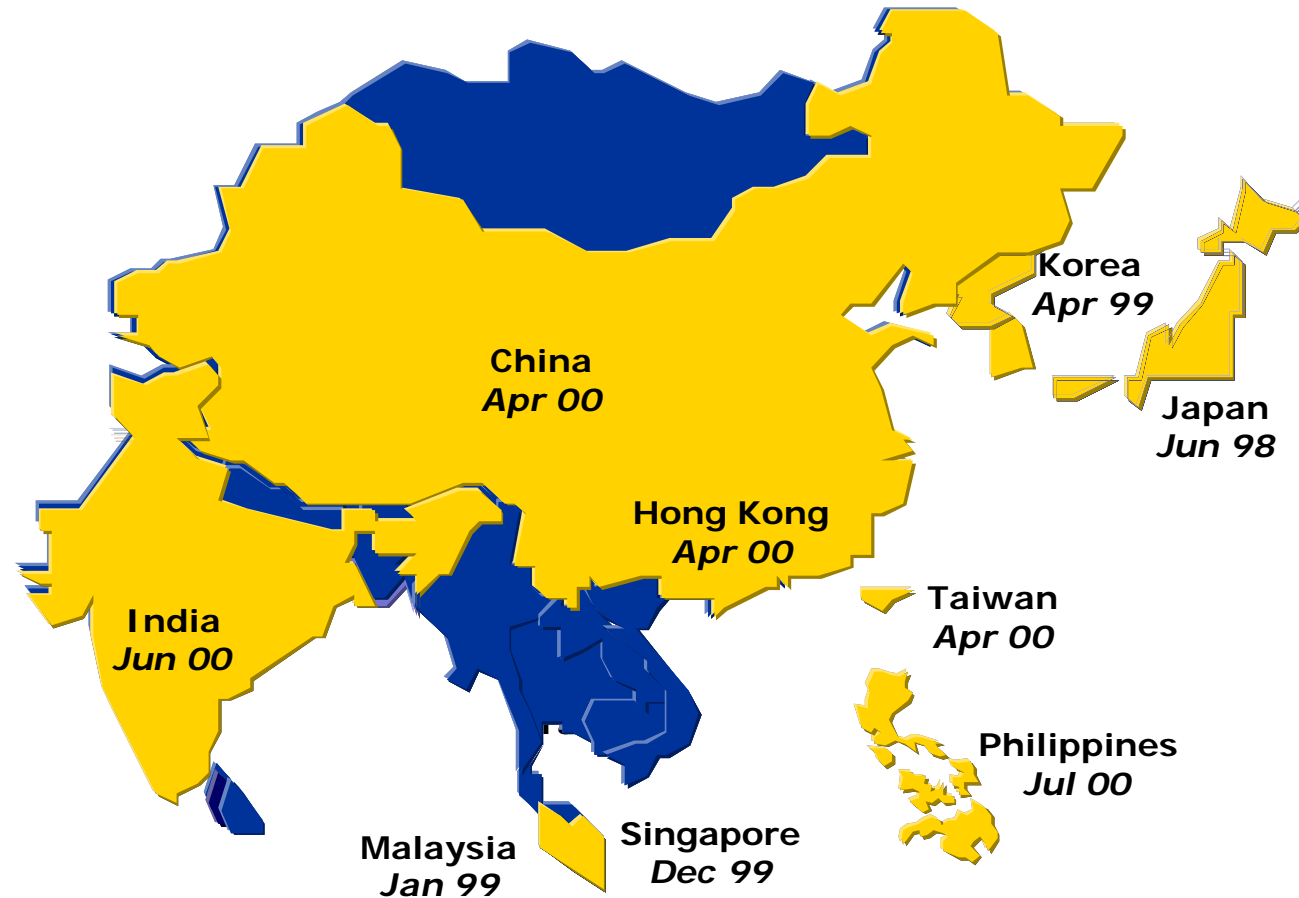 Korea
Apr 99
China
Apr 00
Japan
Jun 98
Hong Kong
Apr 00
Taiwan
Apr 00
India
Jun 00
Philippines
Jul 00
Singapore
Dec 99
Malaysia
Jan 99